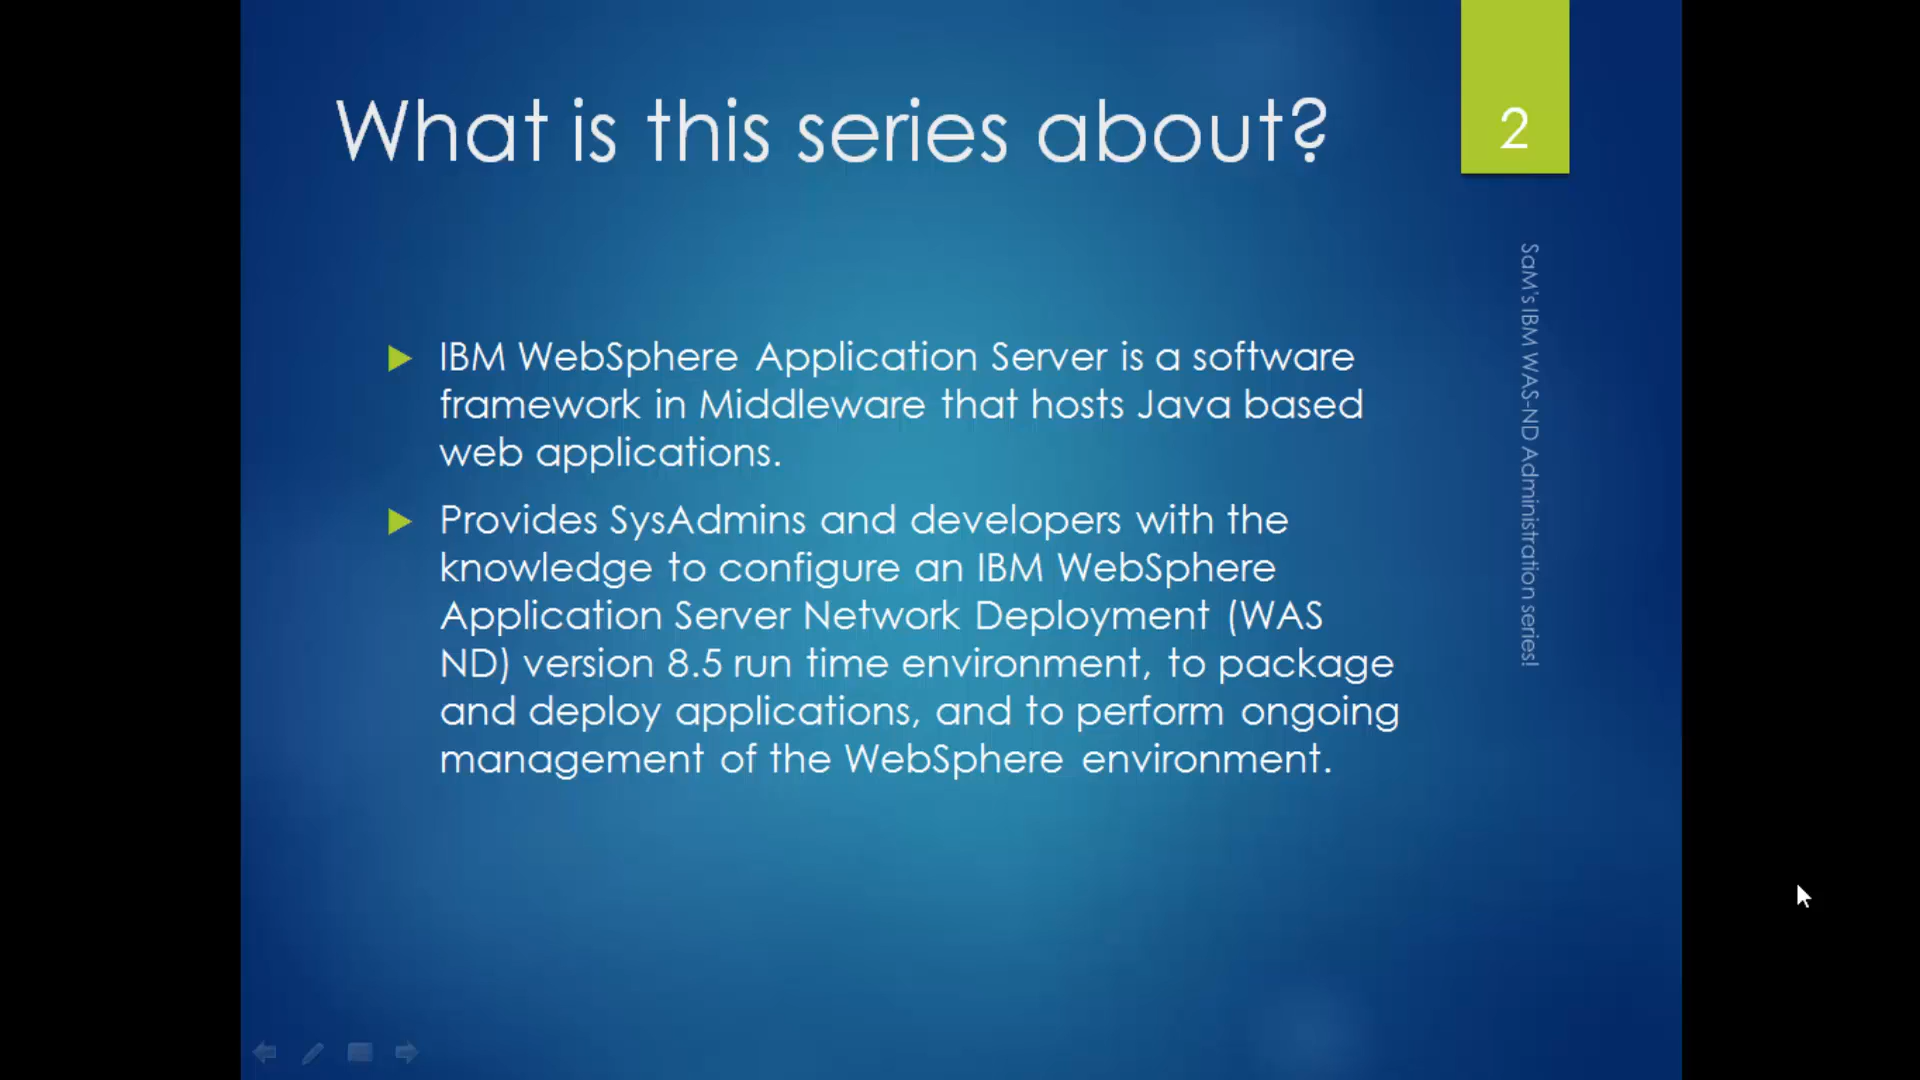 What is this series about?
2
IBM WebSphere Application Server is a software
framework in Middleware that hosts Java based
web applications.
Provides SysAdmins and developers with the
knowledge to configure an IBM WebSphere
Application Server Network Deployment (WAS
ND) version 8.5 run time environment, to package
and deploy applications, and to perform ongoing
management of the WebSphere environment.
SaM's IBM WAS-ND Administration series!